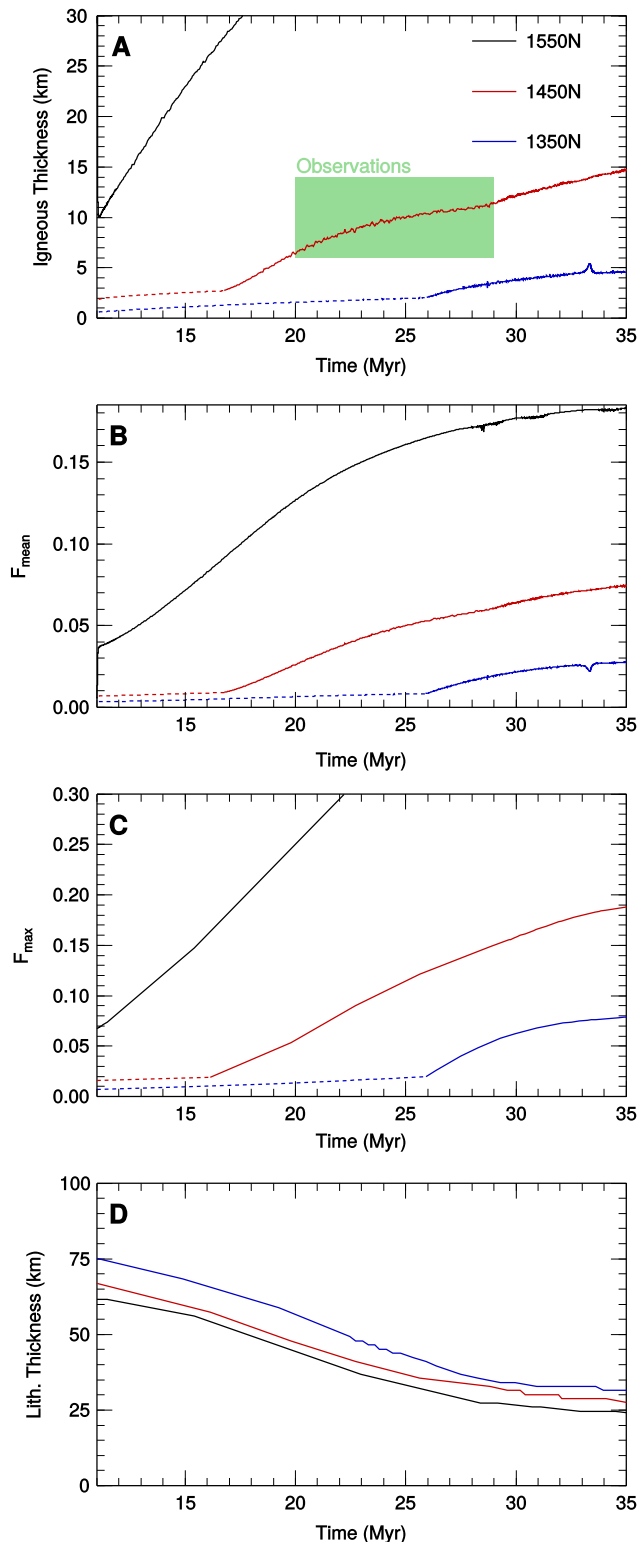 A
1550N
1450N
1350N
Observations
Igneous Thickness (km)
30
25
20
15
10
5
0
15 20 25 30 35
Time (Myr)
B
Fmean
0.15
0.10
0.05
0.00
15 20 25 30 35
Time (Myr)
C
Fmax
0.30
0.25
0.20
0.15
0.10
0.05
0.00
15 20 25 30 35
Time (Myr)
D
Lith. Thickness (km)
100
75
50
25
0
15 20 25 30 35
Time (Myr)